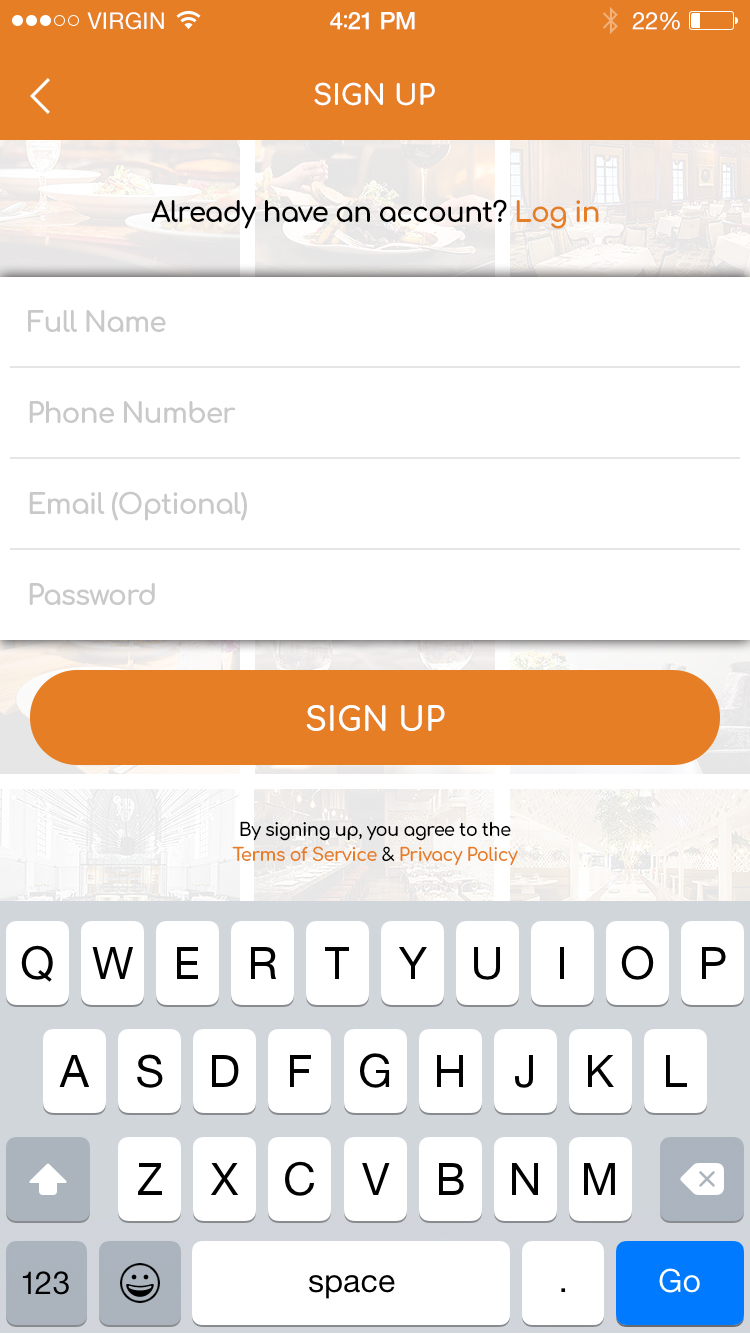 VIRGIN 4:21 PM 22%
SIGN UP
Already have an account? Log in
Full Name
Phone Number
Email (Optional)
Password
SIGN UP
By signing up, you agree to the
Terms of Service & Privacy Policy
Q W E R T Y U I O P
A S D F G H J K L
Z X C V B N M
123 space . Go